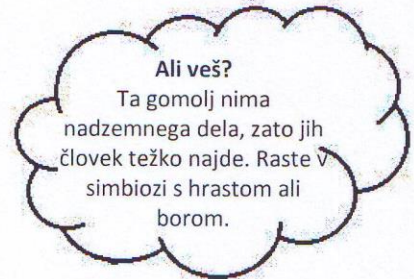 Ali veš?
Ta gomolj nima
nadzemnega dela, zato jih
človek težko najde. Raste v
simbiozi s hrastom ali
borom.